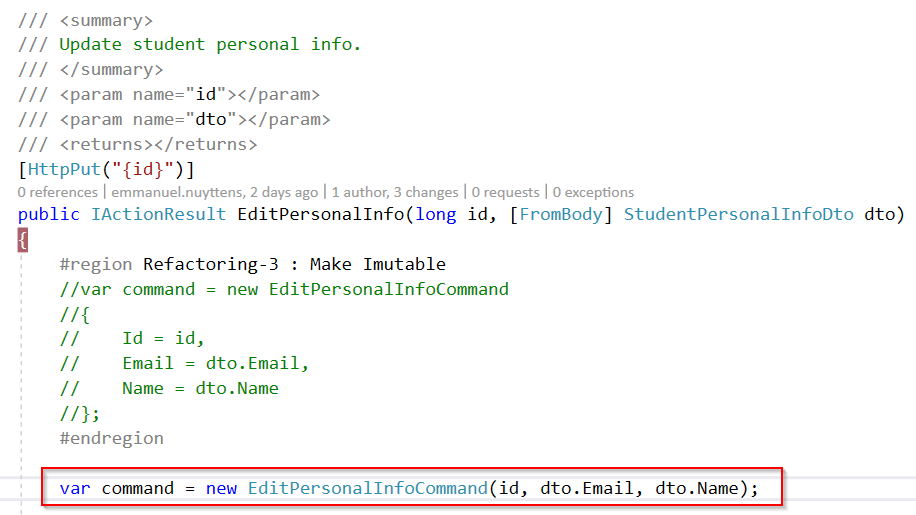 /// <summary>
/// Update student personal info.
/// </summary>
/// <param name="id"></param>
/// <param name="dto"></param>
/// <returns></returns>
[HttpPut("{id}")]
0 references | emmanuel.nuyttens, 2 days ago | 1 author, 3 changes | 0 requests | 0 exceptions
public IActionResult EditPersonalInfo(long id, [FromBody] StudentPersonalInfoDto dto)
{
    #region Refactoring-3 : Make Imutable
    //var command = new EditPersonalInfoCommand
    //{
    //    Id = id,
    //    Email = dto.Email,
    //    Name = dto.Name
    //};
    #endregion
    var command = new EditPersonalInfoCommand(id, dto.Email, dto.Name);